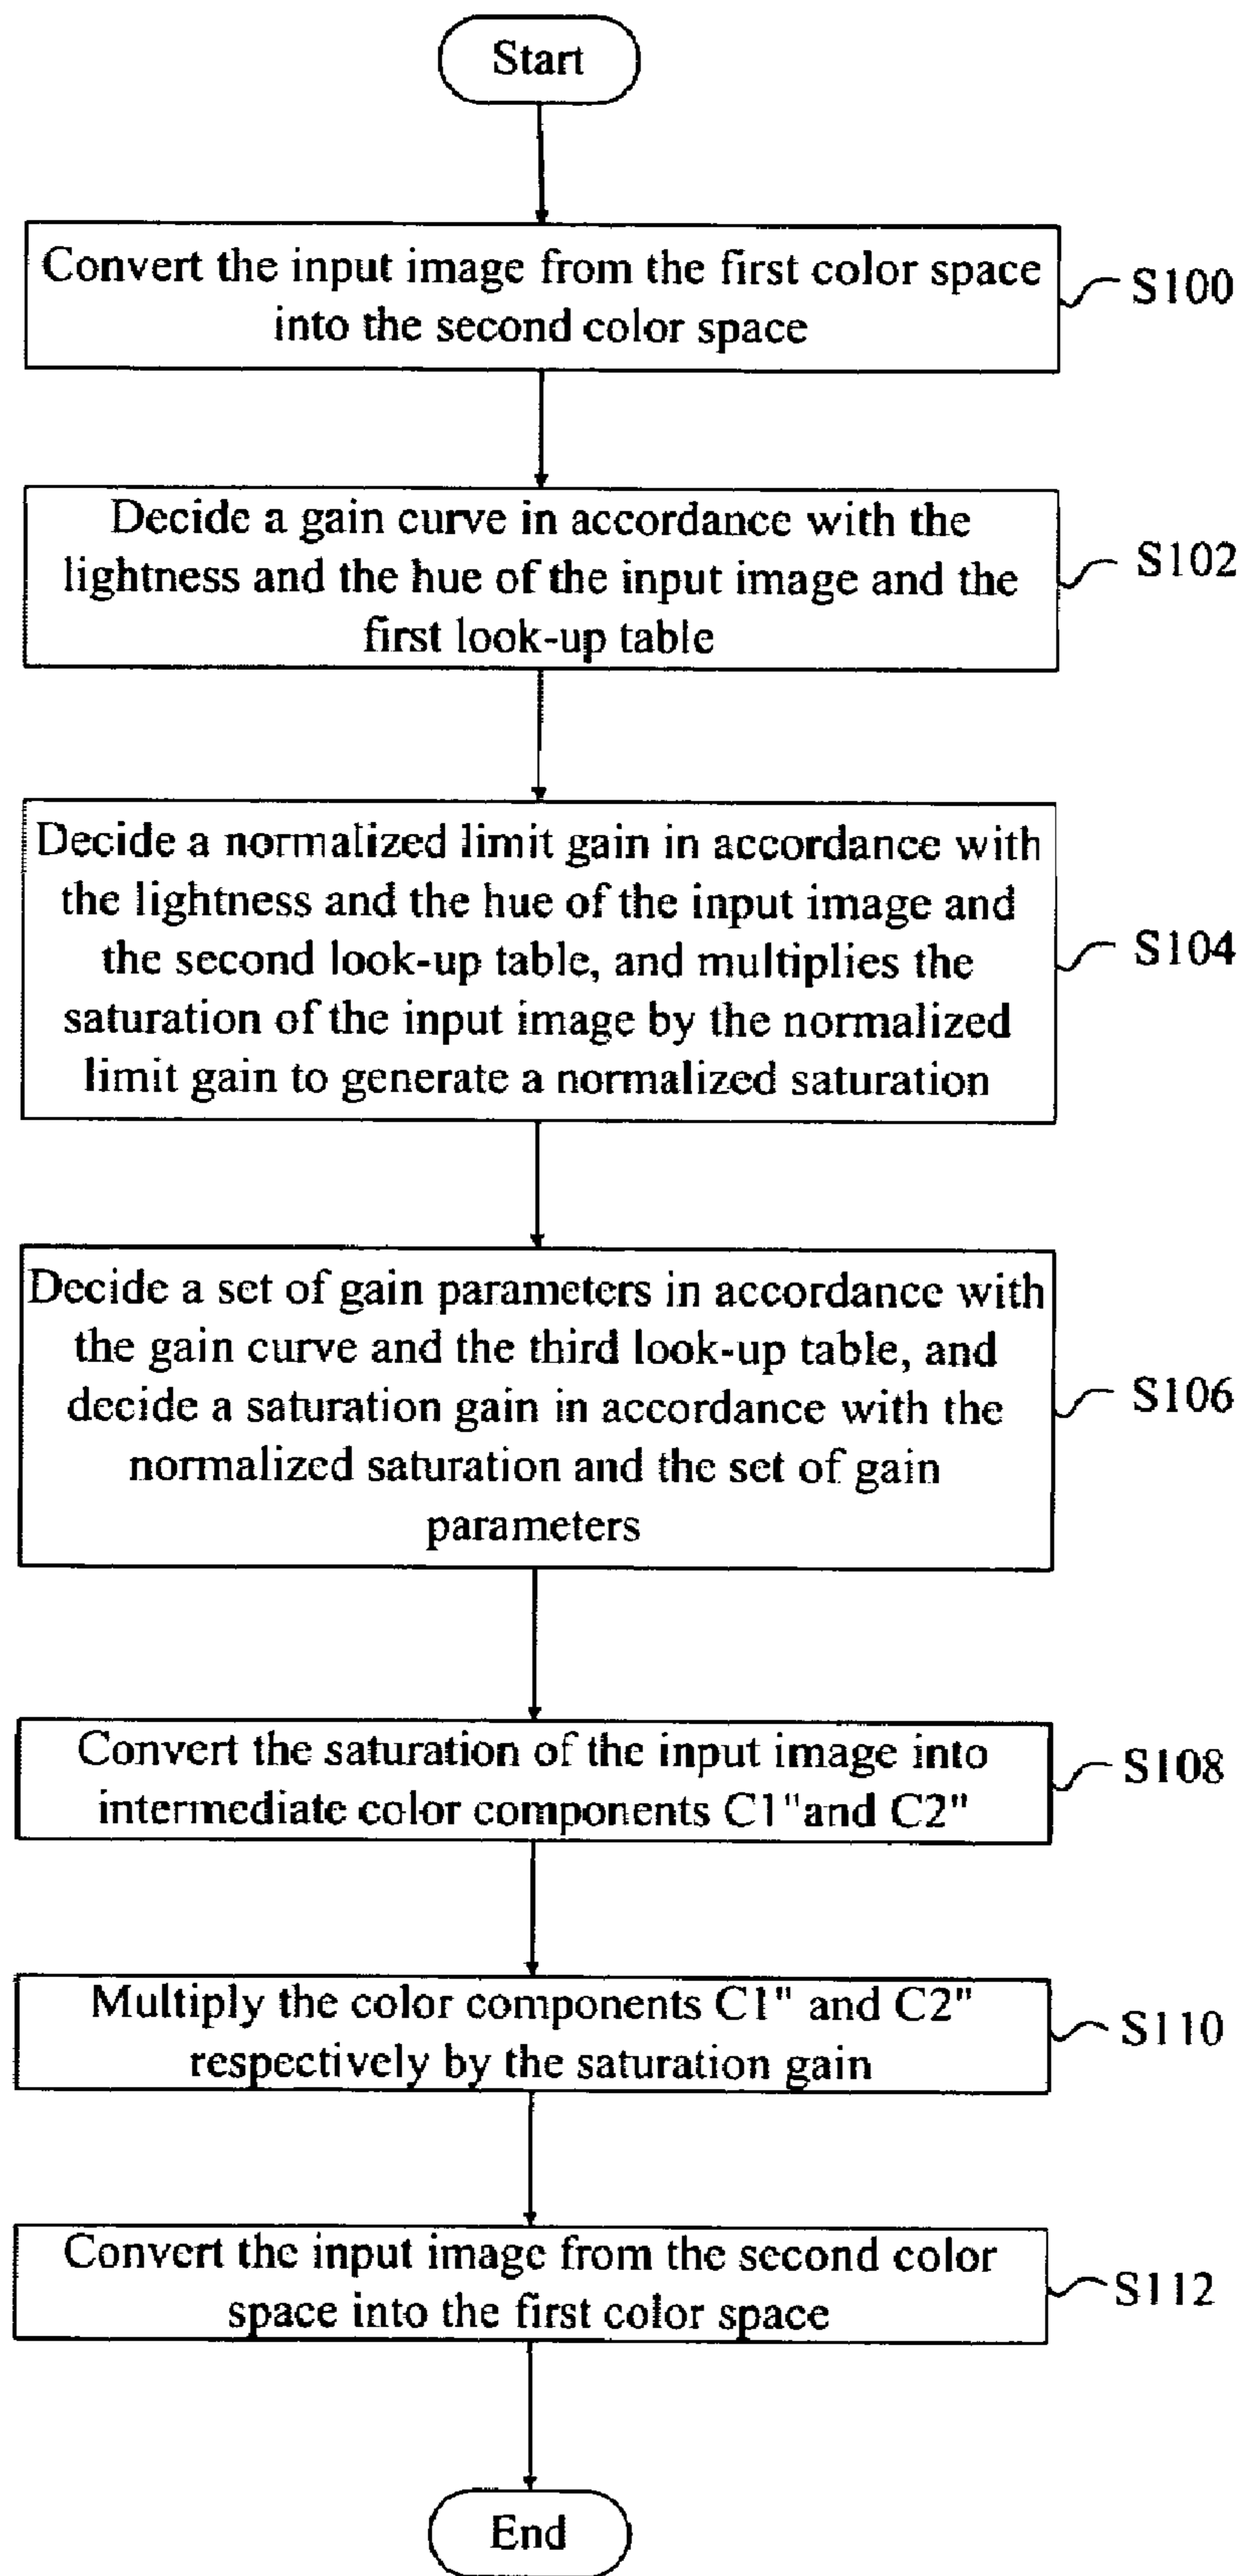 Start
Convert the input image from the first color space
into the second color space
S100
Decide a gain curve in accordance with the
lightness and the hue of the input image and the
first look-up table
S102
Decide a normalized limit gain in accordance with
the lightness and the hue of the input image and
the second look-up table, and multiplies the
saturation of the input image by the normalized
limit gain to generate a normalized saturation
S104
Decide a set of gain parameters in accordance with
the gain curve and the third look-up table, and
decide a saturation gain in accordance with the
normalized saturation and the set of gain
parameters
S106
Convert the saturation of the input image into
intermediate color components C1"and C2"
S108
Multiply the color components C1" and C2"
respectively by the saturation gain
S110
Convert the input image from the second color
space into the first color space
S112
End